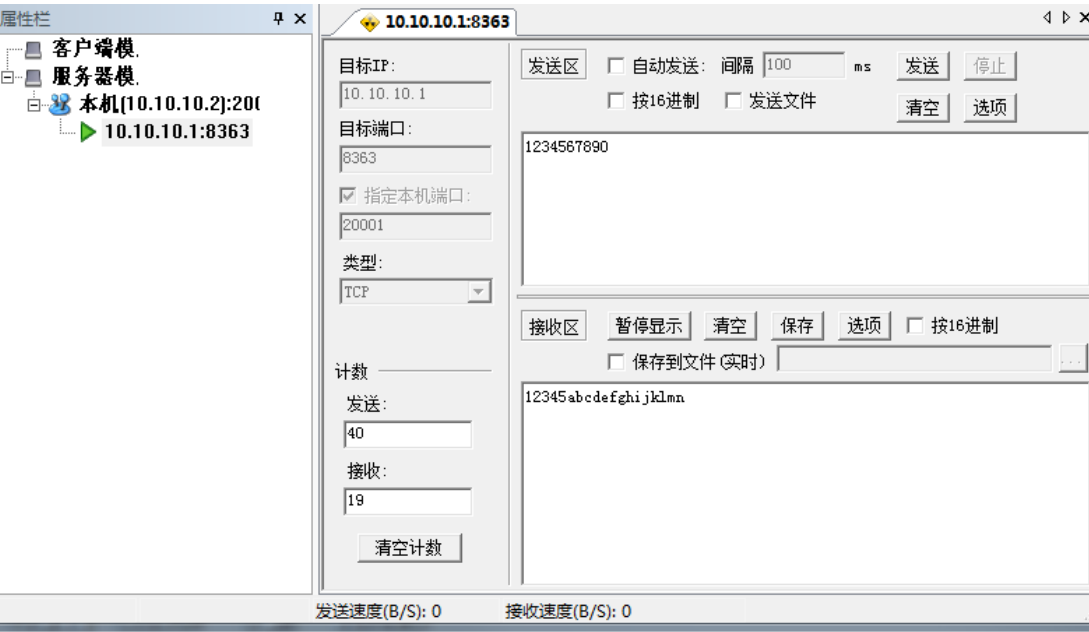 属性栏
客户端模.
服务器模.
本机(10.10.10.2):20(
10.10.10.1:8363
10.10.10.1:8363
目标IP:
10.10.10.1
目标端口:
8363
指定本机端口:
20001
类型:
TCP
计数
发送:
40
接收:
19
清空计数
发送区 自动发送: 间隔 100 ms 发送 停止
按16进制 发送文件 清空 选项
1234567890
接收区 暂停显示 清空 保存 选项 按16进制
保存到文件(实时) ...
12345abcdefghijklmn
发送速度(B/S): 0 接收速度(B/S): 0